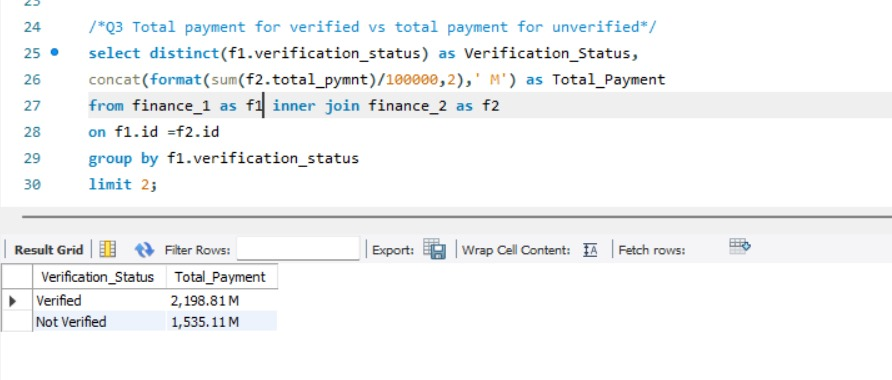 24 /*Q3 Total payment for verified vs total payment for unverified*/
25 select distinct(f1.verification_status) as Verification_Status,
26 concat(format(sum(f2.total_pymnt)/100000,2),' M') as Total_Payment
27 from finance_1 as f1 inner join finance_2 as f2
28 on f1.id =f2.id
29 group by f1.verification_status
30 limit 2;
Result Grid Filter Rows: Export: Wrap Cell Content: Fetch rows:
Verification_Status Total_Payment
Verified 2,198.81 M
Not Verified 1,535.11 M